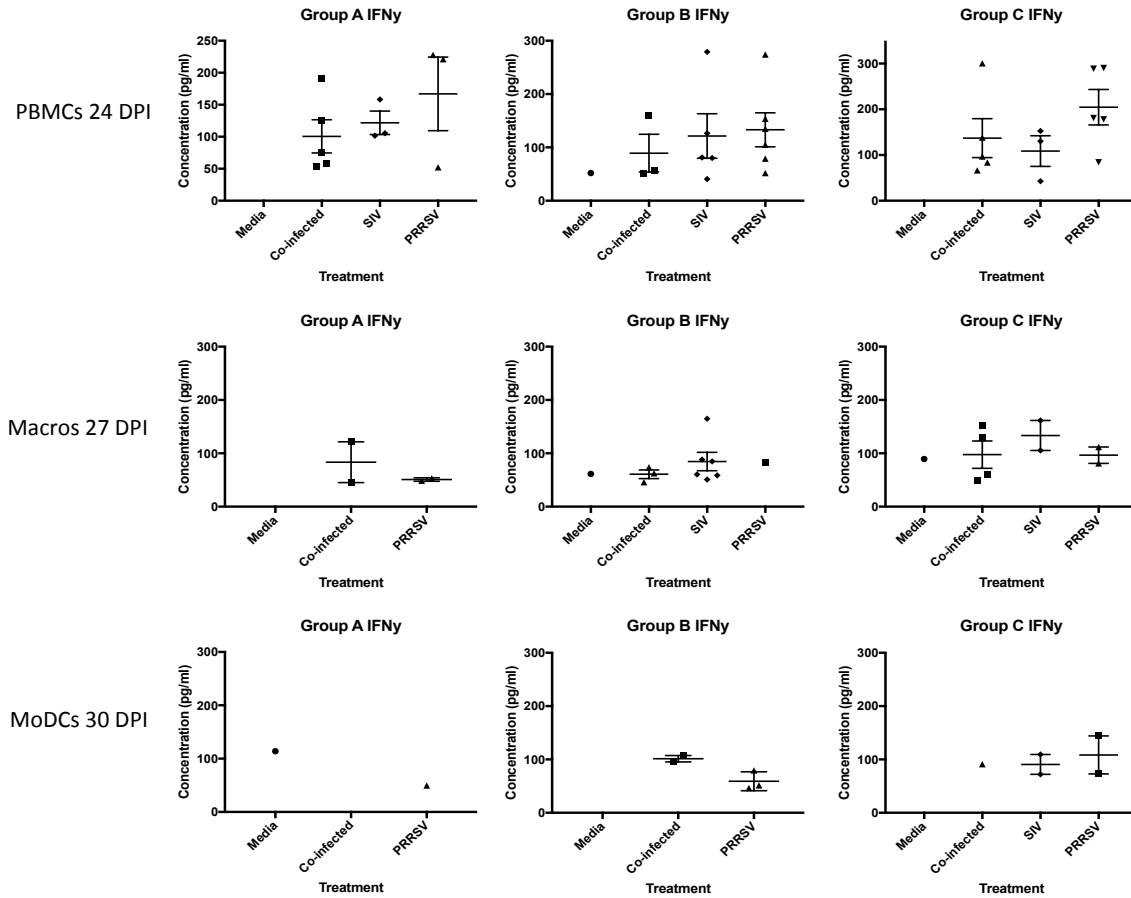 Group A IFNy
Group B IFNy
Group C IFNy
PBMCs 24 DPI
Concentration (pg/ml)
250
200
150
100
50
0
Media
Co-infected
SIV
PRRSV
Treatment
Concentration (pg/ml)
300
200
100
0
Media
Co-infected
SIV
PRRSV
Treatment
Concentration (pg/ml)
300
200
100
0
Media
Co-infected
SIV
PRRSV
Treatment
Group A IFNy
Group B IFNy
Group C IFNy
Macros 27 DPI
Concentration (pg/ml)
300
200
100
0
Media
Co-infected
PRRSV
Treatment
Concentration (pg/ml)
300
200
100
0
Media
Co-infected
SIV
PRRSV
Treatment
Concentration (pg/ml)
300
200
100
0
Media
Co-infected
SIV
PRRSV
Treatment
Group A IFNy
Group B IFNy
Group C IFNy
MoDCs 30 DPI
Concentration (pg/ml)
300
200
100
0
Media
Co-infected
PRRSV
Treatment
Concentration (pg/ml)
300
200
100
0
Media
Co-infected
PRRSV
Treatment
Concentration (pg/ml)
300
200
100
0
Media
Co-infected
SIV
PRRSV
Treatment